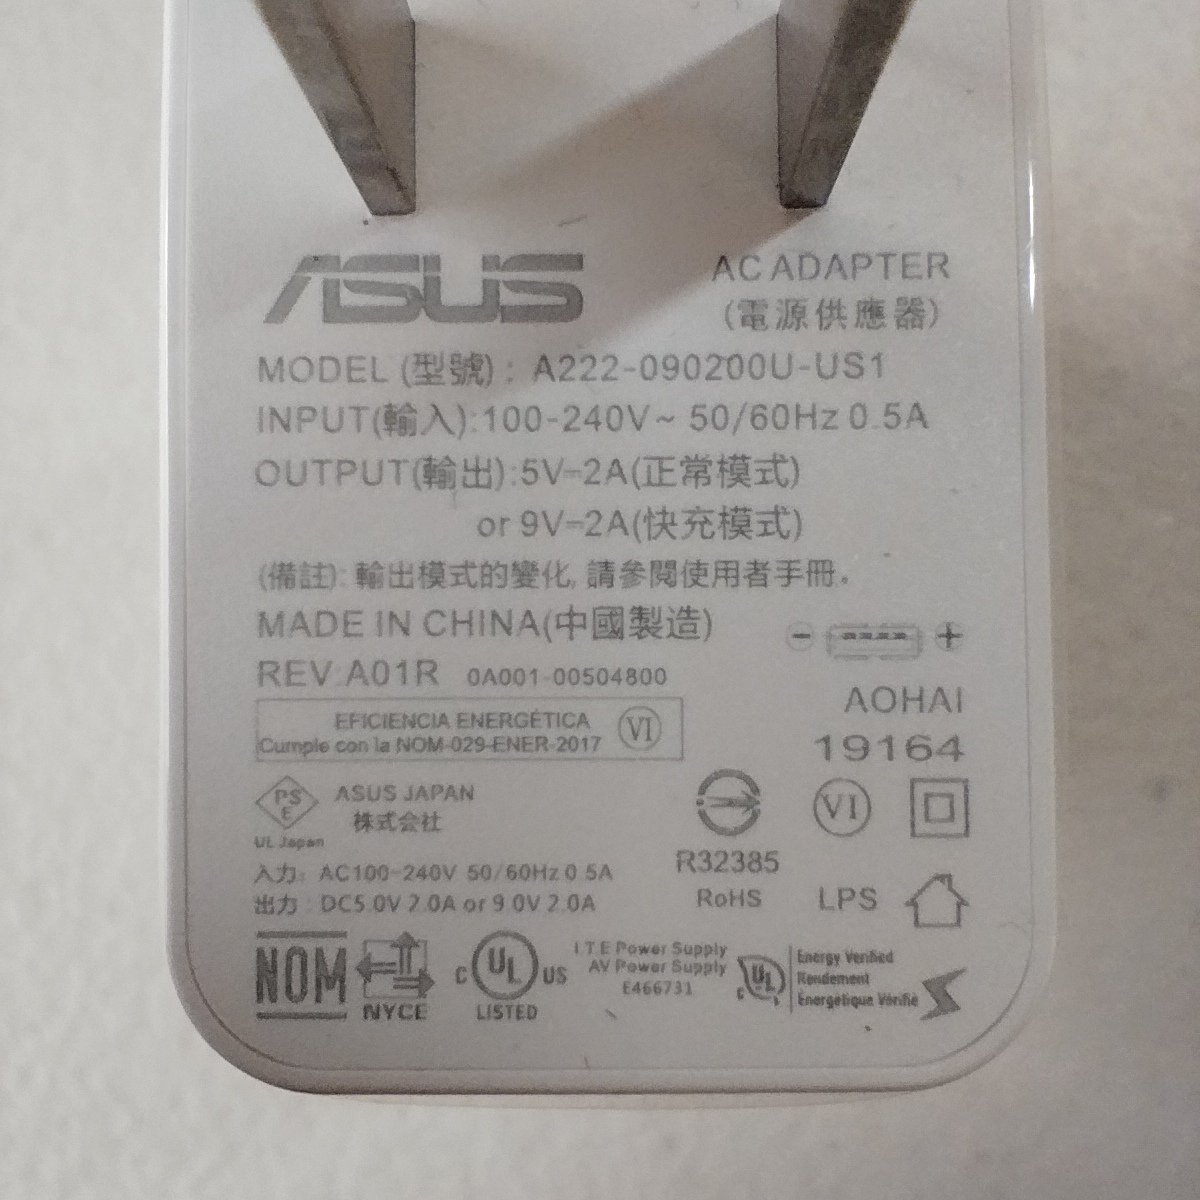 ASUS
AC ADAPTER
(電源供應器)
MODEL (型號): A222-090200U-US1
INPUT(輸入):100-240V~ 50/60Hz 0.5A
OUTPUT(輸出):5V⎓2A(正常模式)
or 9V⎓2A(快充模式)
(備註): 輸出模式的變化, 請參閱使用者手冊。
MADE IN CHINA(中國製造)
- +
REV:A01R 0A001-00504800
AOHAI
19164
EFICIENCIA ENERGÉTICA
Cumple con la NOM-029-ENER-2017
VI
PSE
UL Japan
ASUS JAPAN
株式会社
R32385
VI
入力: AC100-240V 50/60Hz 0.5A
出力: DC5.0V 2.0A or 9.0V 2.0A
RoHS
LPS
NOM
NYCE
C UL US
LISTED
I.T.E Power Supply
AV Power Supply
E466731
C UL
Energy Verified
Rendement
Énergétique Vérifié